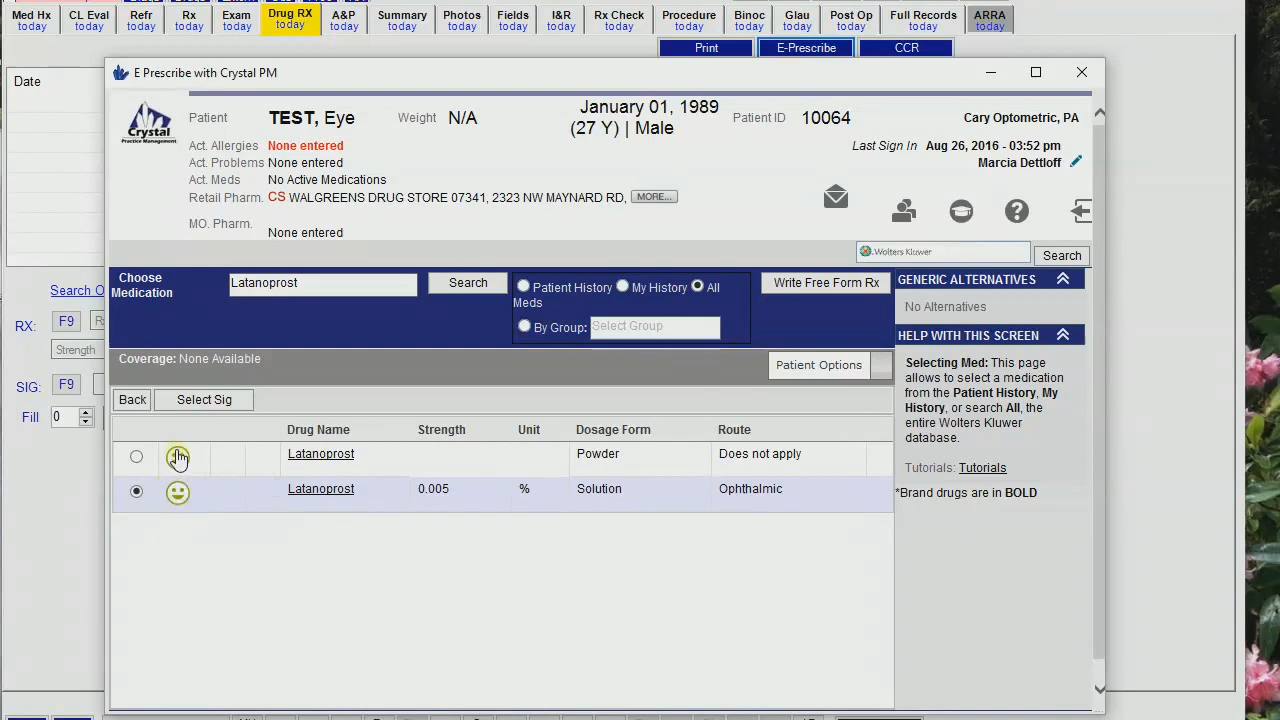 Med Hx CL Eval Refr Rx Exam Drug RX A&P Summary Photos Fields I&R Rx Check Procedure Binoc Glau Post Op Full Records ARRA
today today today today today today today today today today today today today today today today today today
Print E-Prescribe CCR
Date
E Prescribe with Crystal PM
Crystal
Practice Management
Patient TEST, Eye Weight N/A January 01, 1989 Patient ID 10064 Cary Optometric, PA
(27 Y) | Male
Act. Allergies None entered Last Sign In Aug 26, 2016 - 03:52 pm
Act. Problems None entered Marcia Dettloff
Act. Meds No Active Medications
Retail Pharm. CS WALGREENS DRUG STORE 07341, 2323 NW MAYNARD RD, MORE...
MO. Pharm.
None entered
Wolters Kluwer Search
Choose Medication
Latanoprost Search Patient History My History All Meds Write Free Form Rx
By Group: Select Group
GENERIC ALTERNATIVES
No Alternatives
Search O
RX: F9
Strength
SIG: F9
Fill 0
Coverage: None Available
Patient Options
Back Select Sig
Drug Name Strength Unit Dosage Form Route
Latanoprost Powder Does not apply
Latanoprost 0.005 % Solution Ophthalmic
HELP WITH THIS SCREEN
Selecting Med: This page
allows to select a medication
from the Patient History, My
History, or search All, the
entire Wolters Kluwer
database.
Tutorials: Tutorials
*Brand drugs are in BOLD